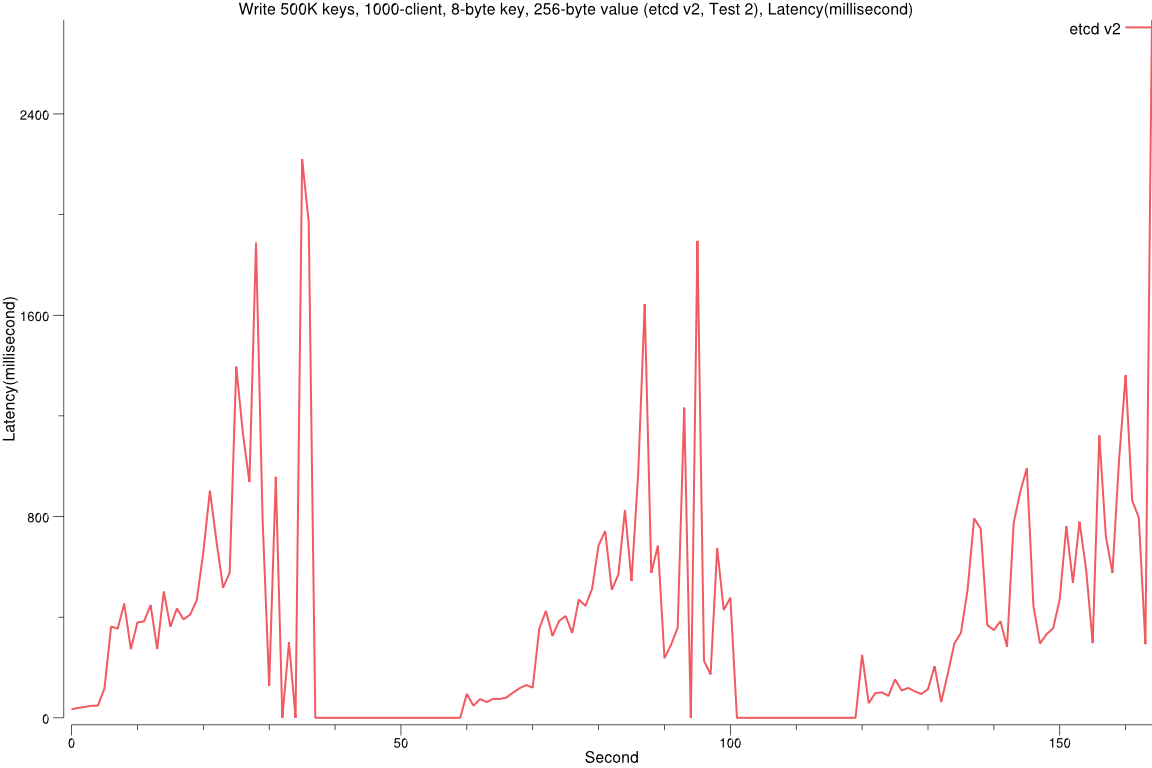 Write 500K keys, 1000-client, 8-byte key, 256-byte value (etcd v2, Test 2), Latency(millisecond)
etcd v2
2400
1600
800
0
Latency(millisecond)
0 50 100 150
Second